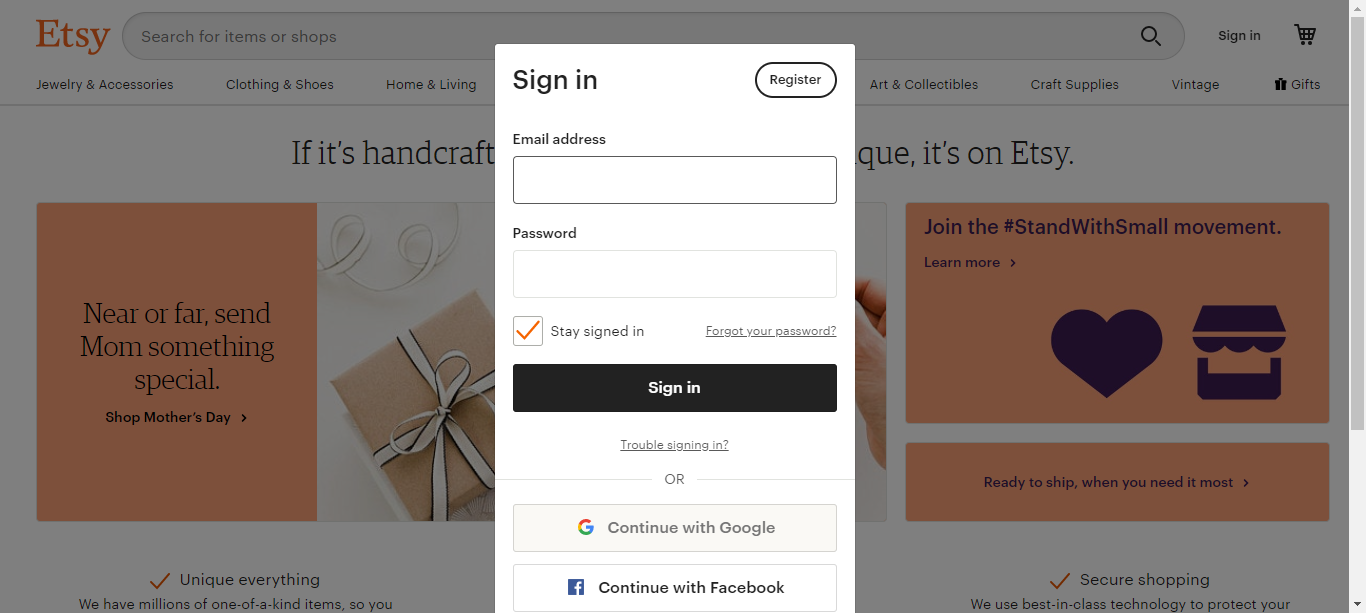 Etsy
Search for items or shops
Sign in
Jewelry & Accessories
Clothing & Shoes
Home & Living
Art & Collectibles
Craft Supplies
Vintage
Gifts
If it's handcraft
que, it's on Etsy.
Near or far, send
Mom something
special.
Shop Mother's Day
Sign in
Register
Email address
Password
Stay signed in
Forgot your password?
Sign in
Trouble signing in?
OR
Continue with Google
Continue with Facebook
Join the #StandWithSmall movement.
Learn more
Ready to ship, when you need it most
Unique everything
We have millions of one-of-a-kind items, so you
Secure shopping
We use best-in-class technology to protect your